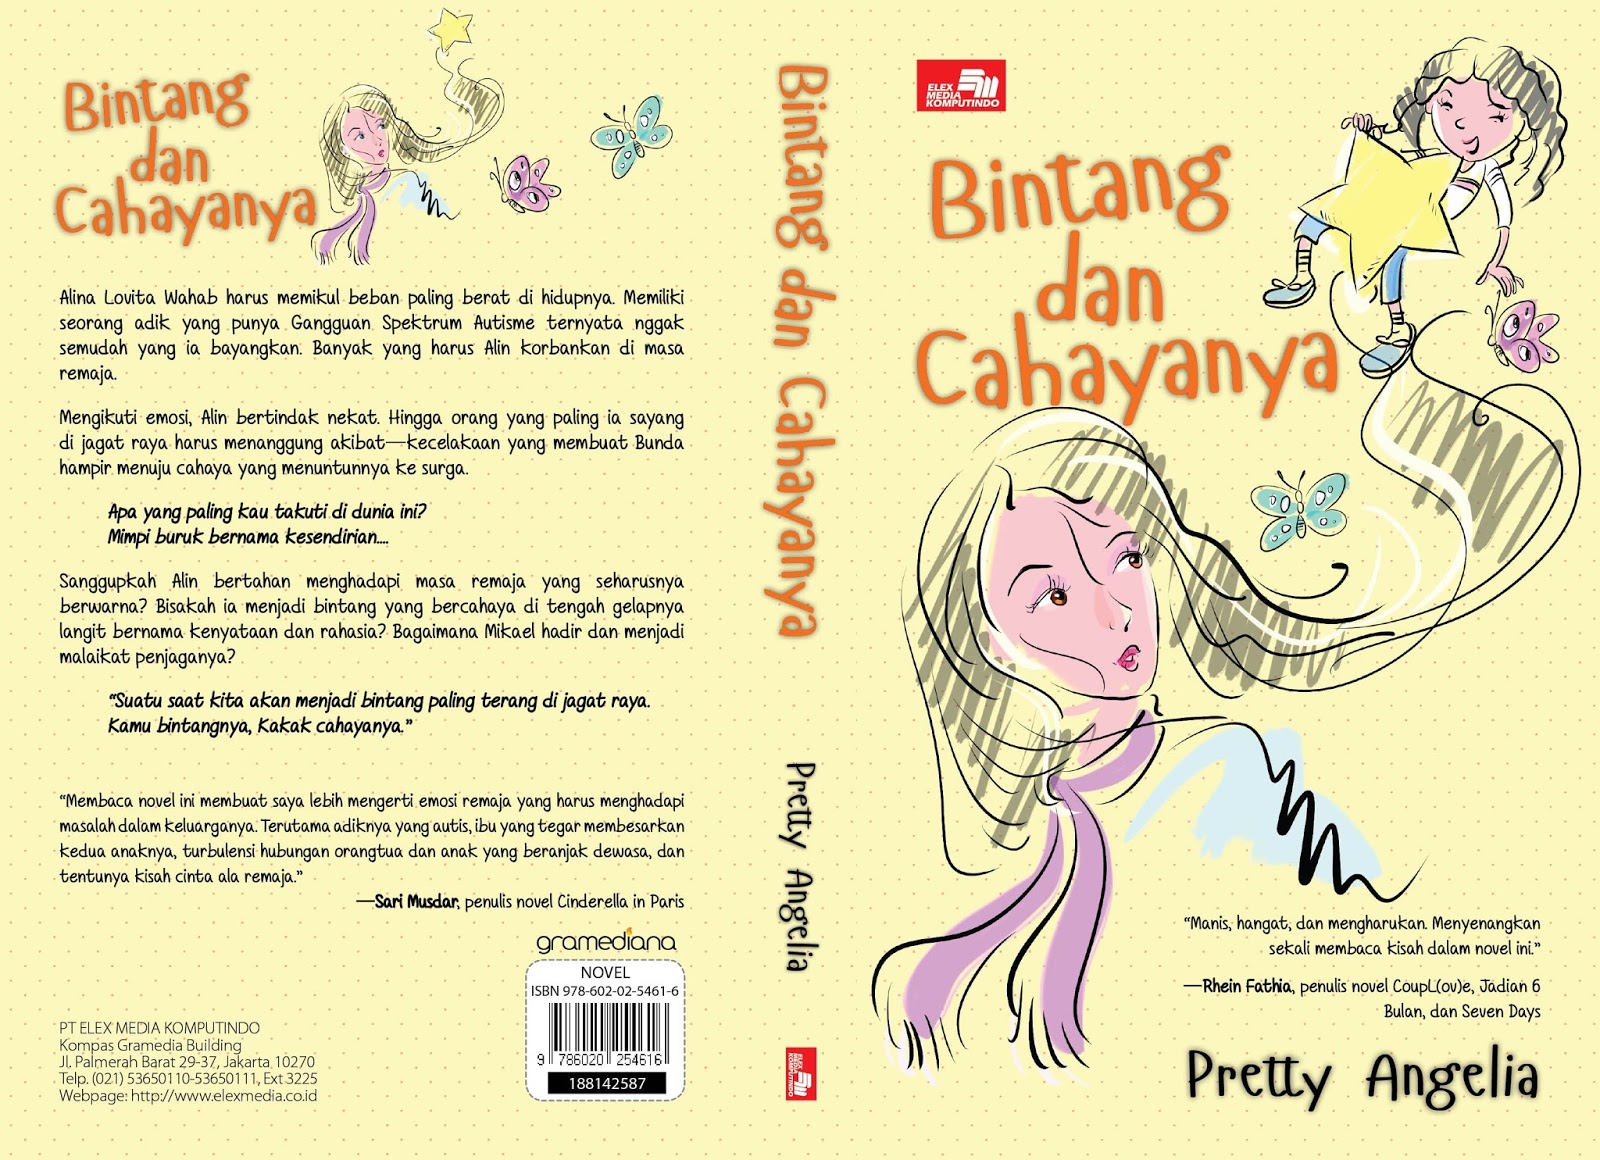 Bintang
dan
Cahayanya
Alina Lovita Wahab harus memikul beban paling berat di hidupnya. Memiliki
seorang adik yang punya Gangguan Spektrum Autisme ternyata nggak
semudah yang ia bayangkan. Banyak yang harus Alin korbankan di masa
remaja.
Mengikuti emosi, Alin bertindak nekat. Hingga orang yang paling ia sayang
di jagat raya harus menanggung akibat—kecelakaan yang membuat Bunda
hampir menuju cahaya yang menuntunnya ke surga.
Apa yang paling kau takuti di dunia ini?
Mimpi buruk bernama kesendirian....
Sanggupkah Alin bertahan menghadapi masa remaja yang seharusnya
berwarna? Bisakah ia menjadi bintang yang bercahaya di tengah gelapnya
langit bernama kenyataan dan rahasia? Bagaimana Mikael hadir dan menjadi
malaikat penjaganya?
“Suatu saat kita akan menjadi bintang paling terang di jagat raya.
Kamu bintangnya, Kakak cahayanya.”
“Membaca novel ini membuat saya lebih mengerti emosi remaja yang harus menghadapi
masalah dalam keluarganya. Terutama adiknya yang autis, ibu yang tegar membesarkan
kedua anaknya, turbulensi hubungan orangtua dan anak yang beranjak dewasa, dan
tentunya kisah cinta ala remaja.”
—Sari Musdar, penulis novel Cinderella in Paris
gramediana
NOVEL
ISBN 978-602-02-5461-6
9 786020 254616
188142587
PT ELEX MEDIA KOMPUTINDO
Kompas Gramedia Building
Jl. Palmerah Barat 29-37, Jakarta 10270
Telp. (021) 53650110-53650111, Ext 3225
Webpage: http://www.elexmedia.co.id
Bintang dan Cahayanya
Pretty Angelia
ELEX
MEDIA
KOMPUTINDO
ELEX
MEDIA
KOMPUTINDO
Bintang
dan
Cahayanya
“Manis, hangat, dan mengharukan. Menyenangkan
sekali membaca kisah dalam novel ini.”
—Rhein Fathia, penulis novel CoupL(ov)e, Jadian 6
Bulan, dan Seven Days
Pretty Angelia